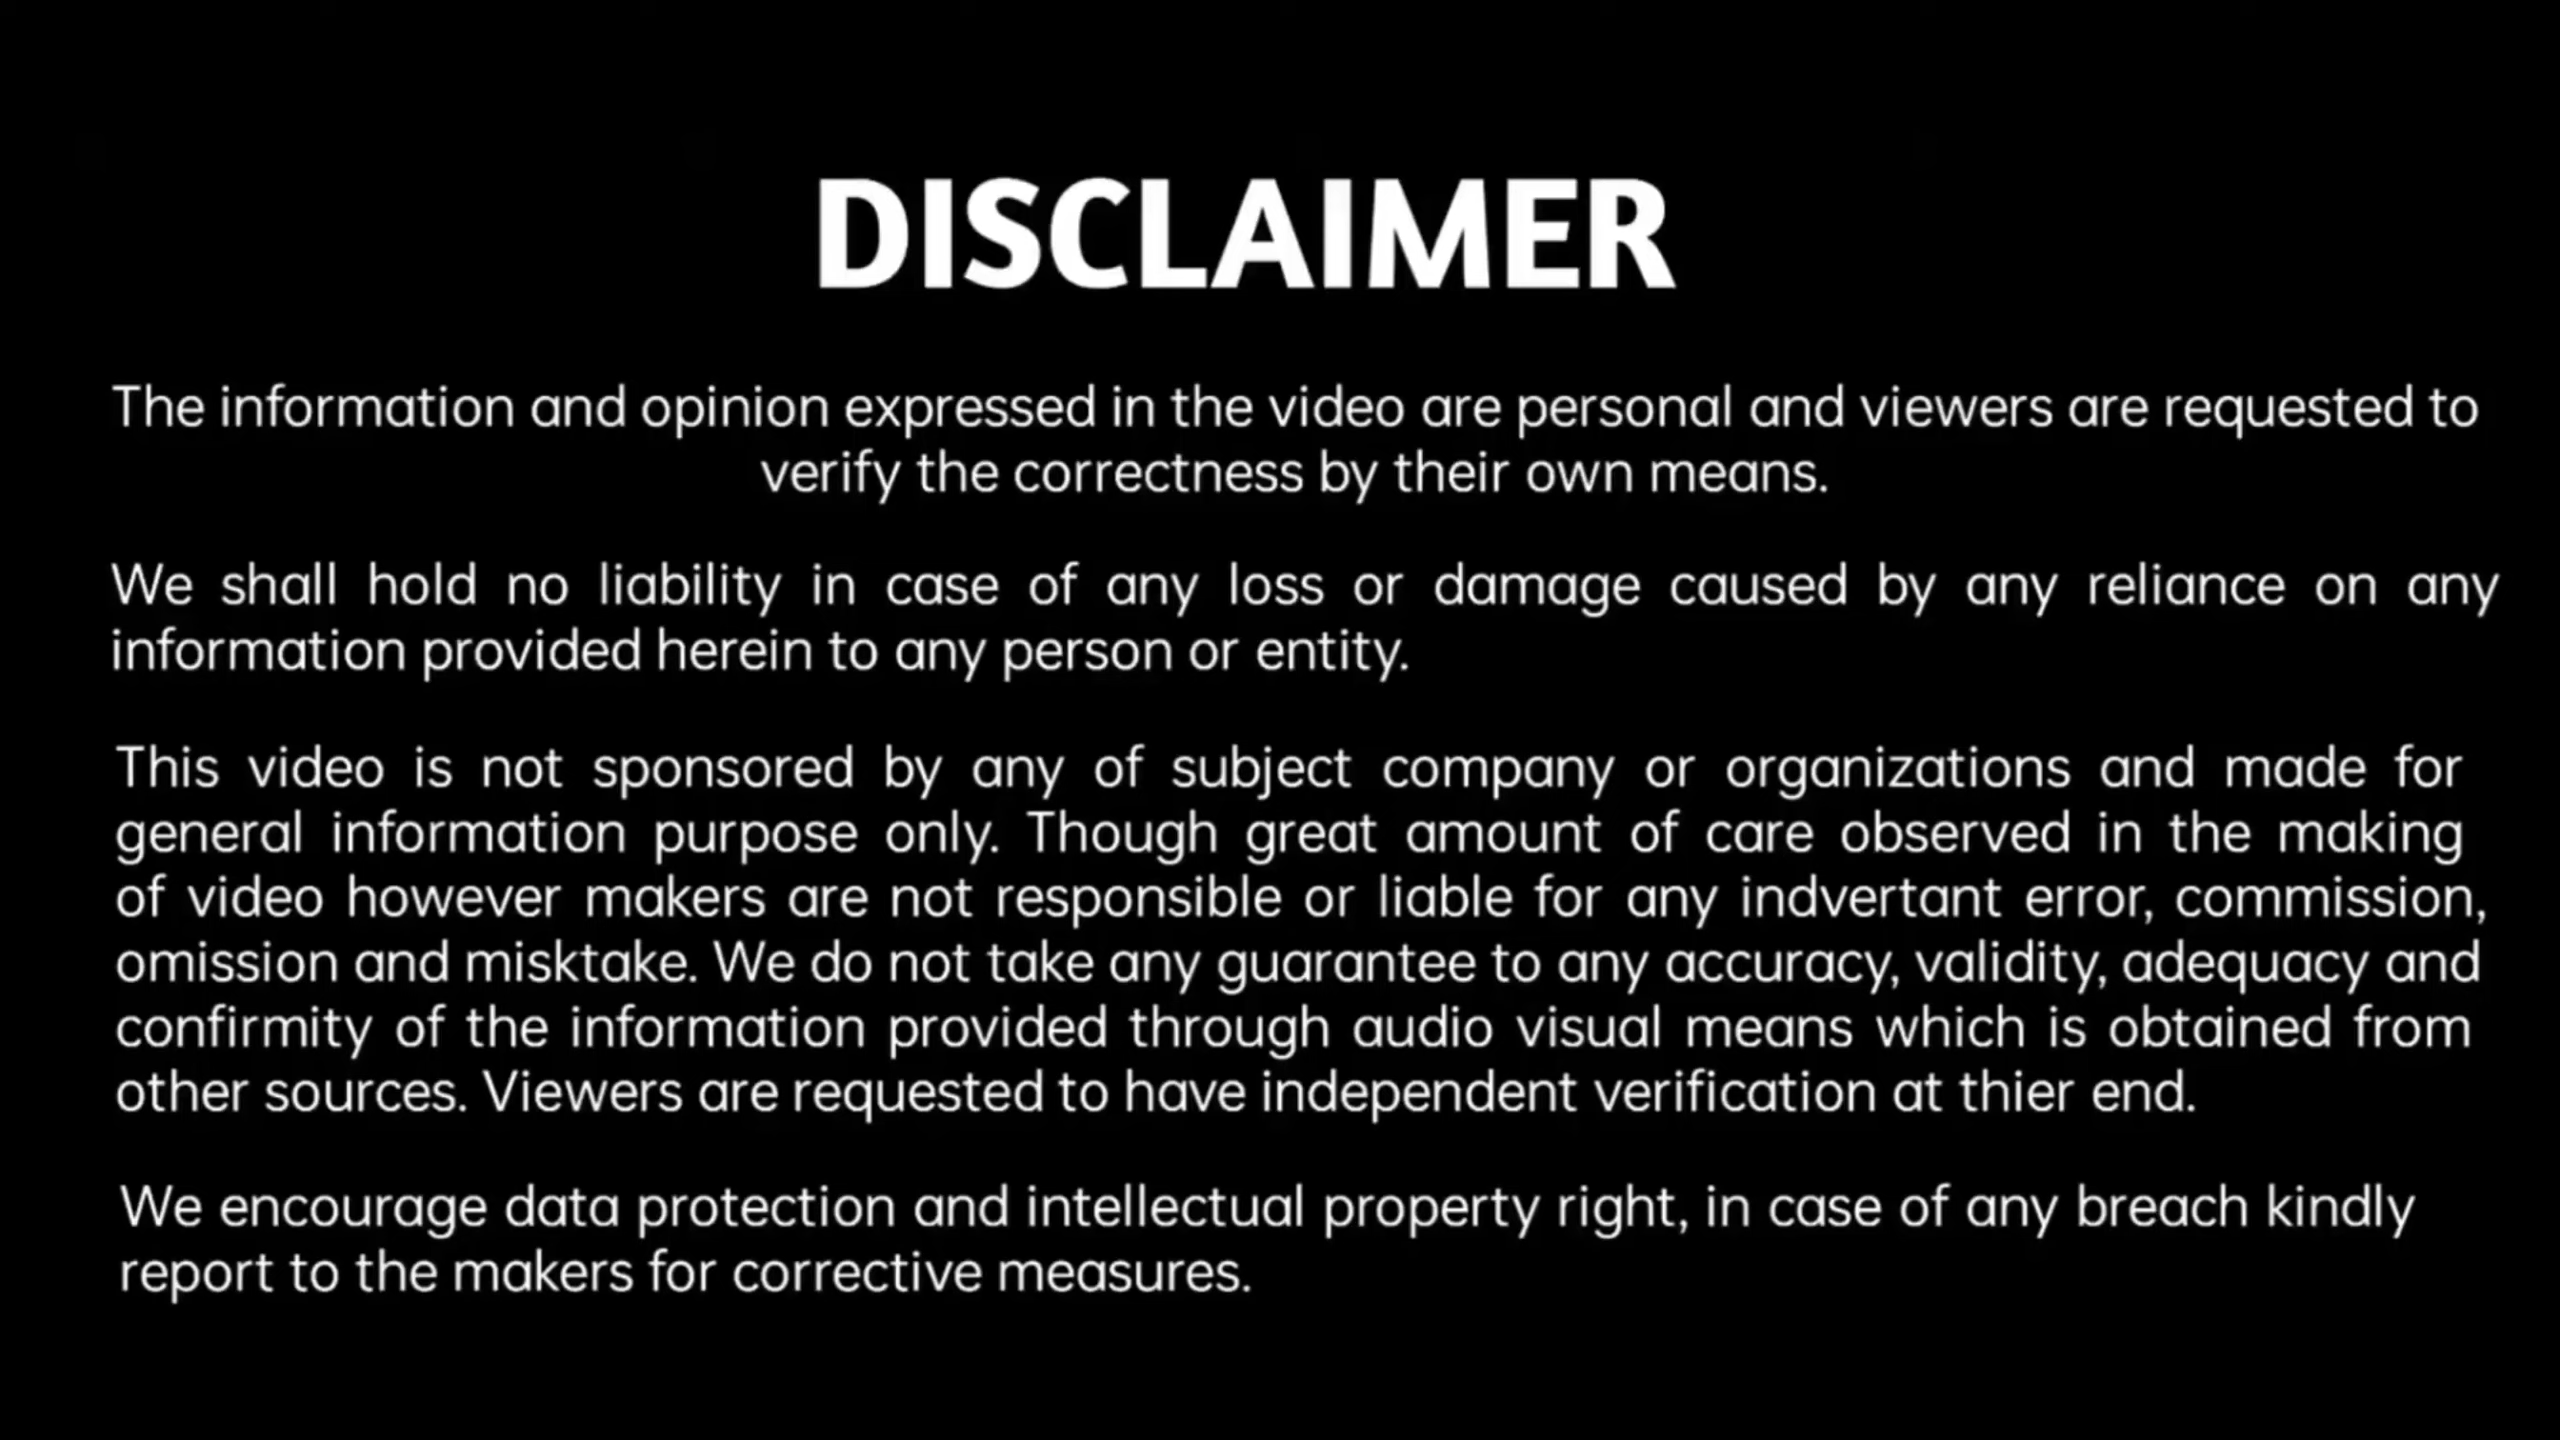 DISCLAIMER
The information and opinion expressed in the video are personal and viewers are requested to
verify the correctness by their own means.
We shall hold no liability in case of any loss or damage caused by any reliance on any
information provided herein to any person or entity.
This video is not sponsored by any of subject company or organizations and made for
general information purpose only. Though great amount of care observed in the making
of video however makers are not responsible or liable for any indvertant error, commission,
omission and misktake. We do not take any guarantee to any accuracy, validity, adequacy and
confirmity of the information provided through audio visual means which is obtained from
other sources. Viewers are requested to have independent verification at thier end.
We encourage data protection and intellectual property right, in case of any breach kindly
report to the makers for corrective measures.